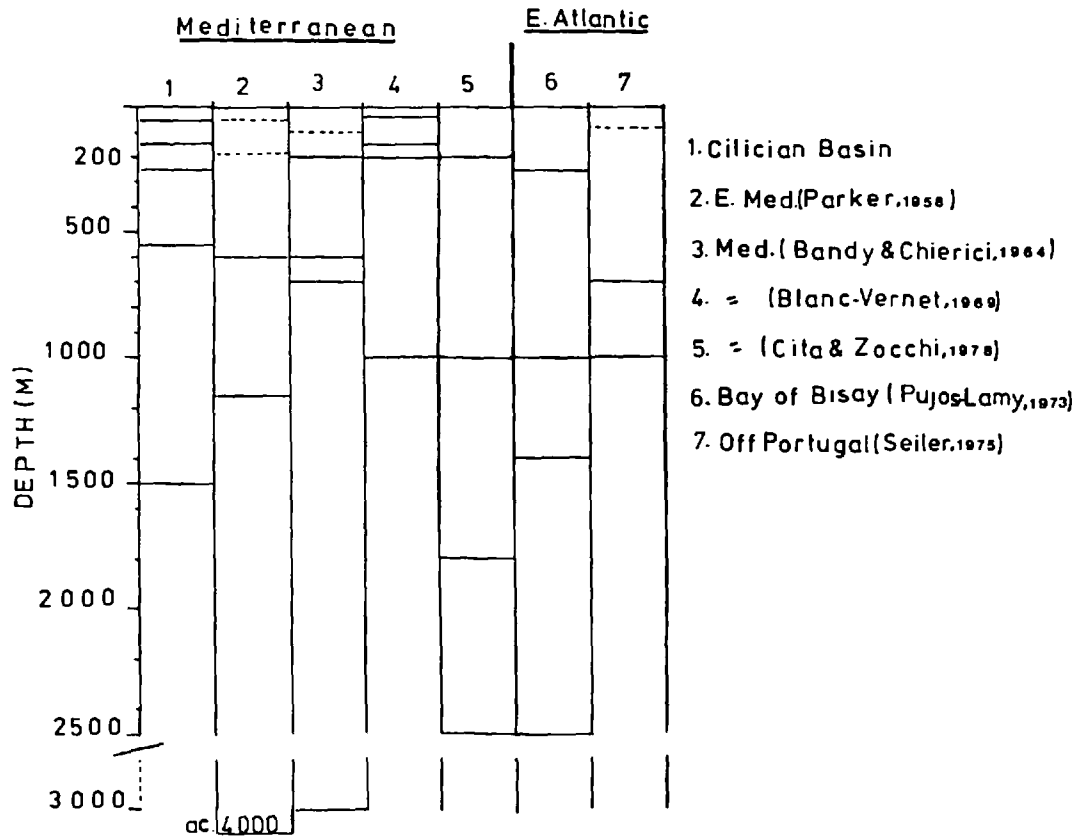 Mediterranean
E. Atlantic
1 2 3 4 5 6 7
200
500
1000
1500
2000
2500
3000
DEPTH (M)
ac. 4000
1. Cilician Basin
2. E. Med. (Parker, 1958)
3. Med. (Bandy & Chierici, 1964)
4. = (Blanc-Vernet, 1969)
5. = (Cita & Zocchi, 1978)
6. Bay of Bisay (Pujos-Lamy, 1973)
7. Off Portugal (Seiler, 1975)